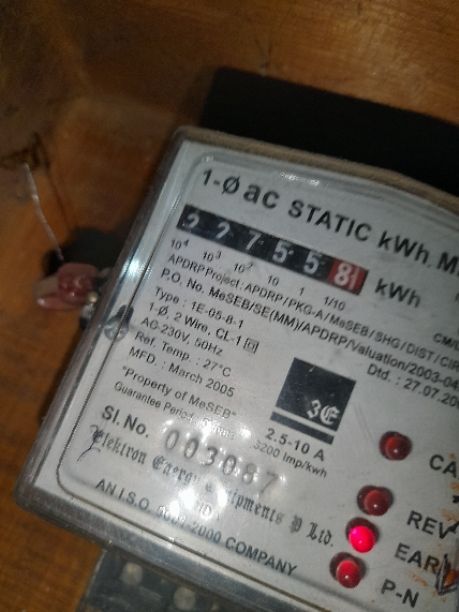 1-Ø ac STATIC kWh. M
2 2 7 5 5 8 kWh
10⁴ 10³ 10² 10 1 1/10
APDRP Project: APDRP/PKG-A/MeSEB/SHG/DIST/CIR
P.O. No. MeSEB/SE(MM)/APDRP/Valuation/2003-04
Dtd. : 27.07.200
Type : 1E-05-8-1
1-Ø, 2 Wire, CL-1
AC-230V, 50Hz
Ref. Temp. : 27°C
MFD. : March 2005
"Property of MeSEB"
Guarantee Period
3E
2.5-10 A
3200 Imp/kwh
Sl. No. 003087
Elektron Energy Equipments P Ltd.
AN I.S.O. 2000 COMPANY
CA
REV
EAR
P-N